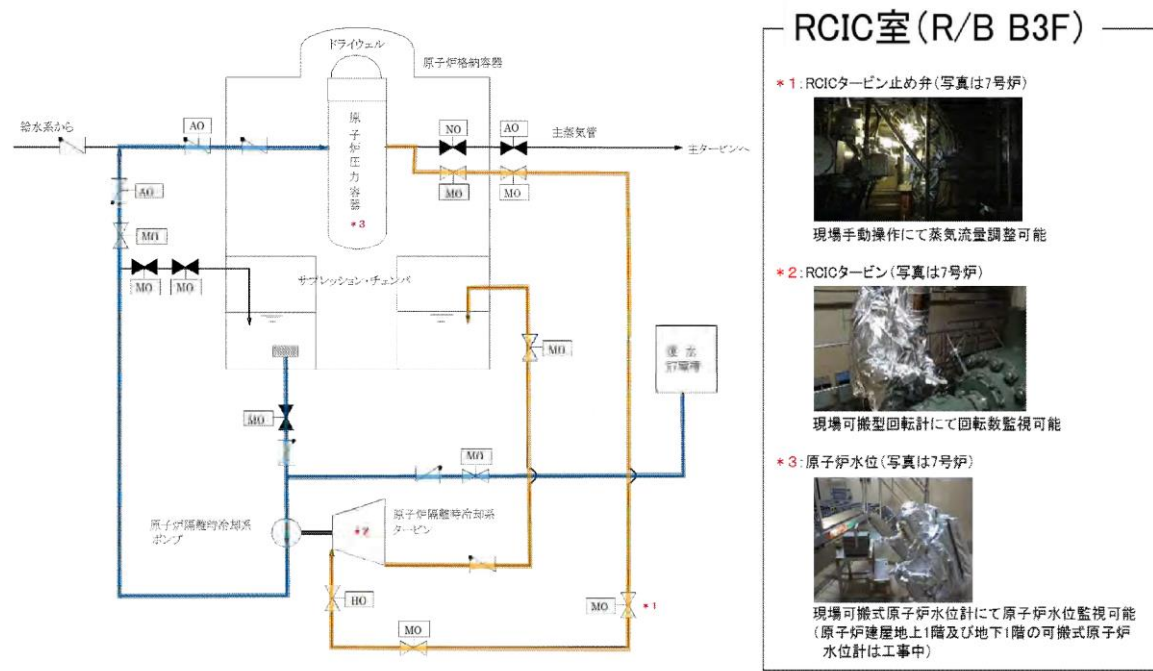 ドライウェル
原子炉格納容器
給水系から
AO
NO
AO
主蒸気管
主タービンへ
原子炉圧力容器
*3
MO
MO
AO
MO
MO
MO
サプレッション・チェンバ
MO
復水
貯蔵槽
MO
MO
原子炉隔離時冷却系
ポンプ
*2
原子炉隔離時冷却系
タービン
HO
MO
MO
*1
RCIC室(R/B B3F)
*1:RCICタービン止め弁(写真は7号炉)
現場手動操作にて蒸気流量調整可能
*2:RCICタービン(写真は7号炉)
現場可搬型回転計にて回転数監視可能
*3:原子炉水位(写真は7号炉)
現場可搬式原子炉水位計にて原子炉水位監視可能
(原子炉建屋地上1階及び地下1階の可搬式原子炉
水位計は工事中)